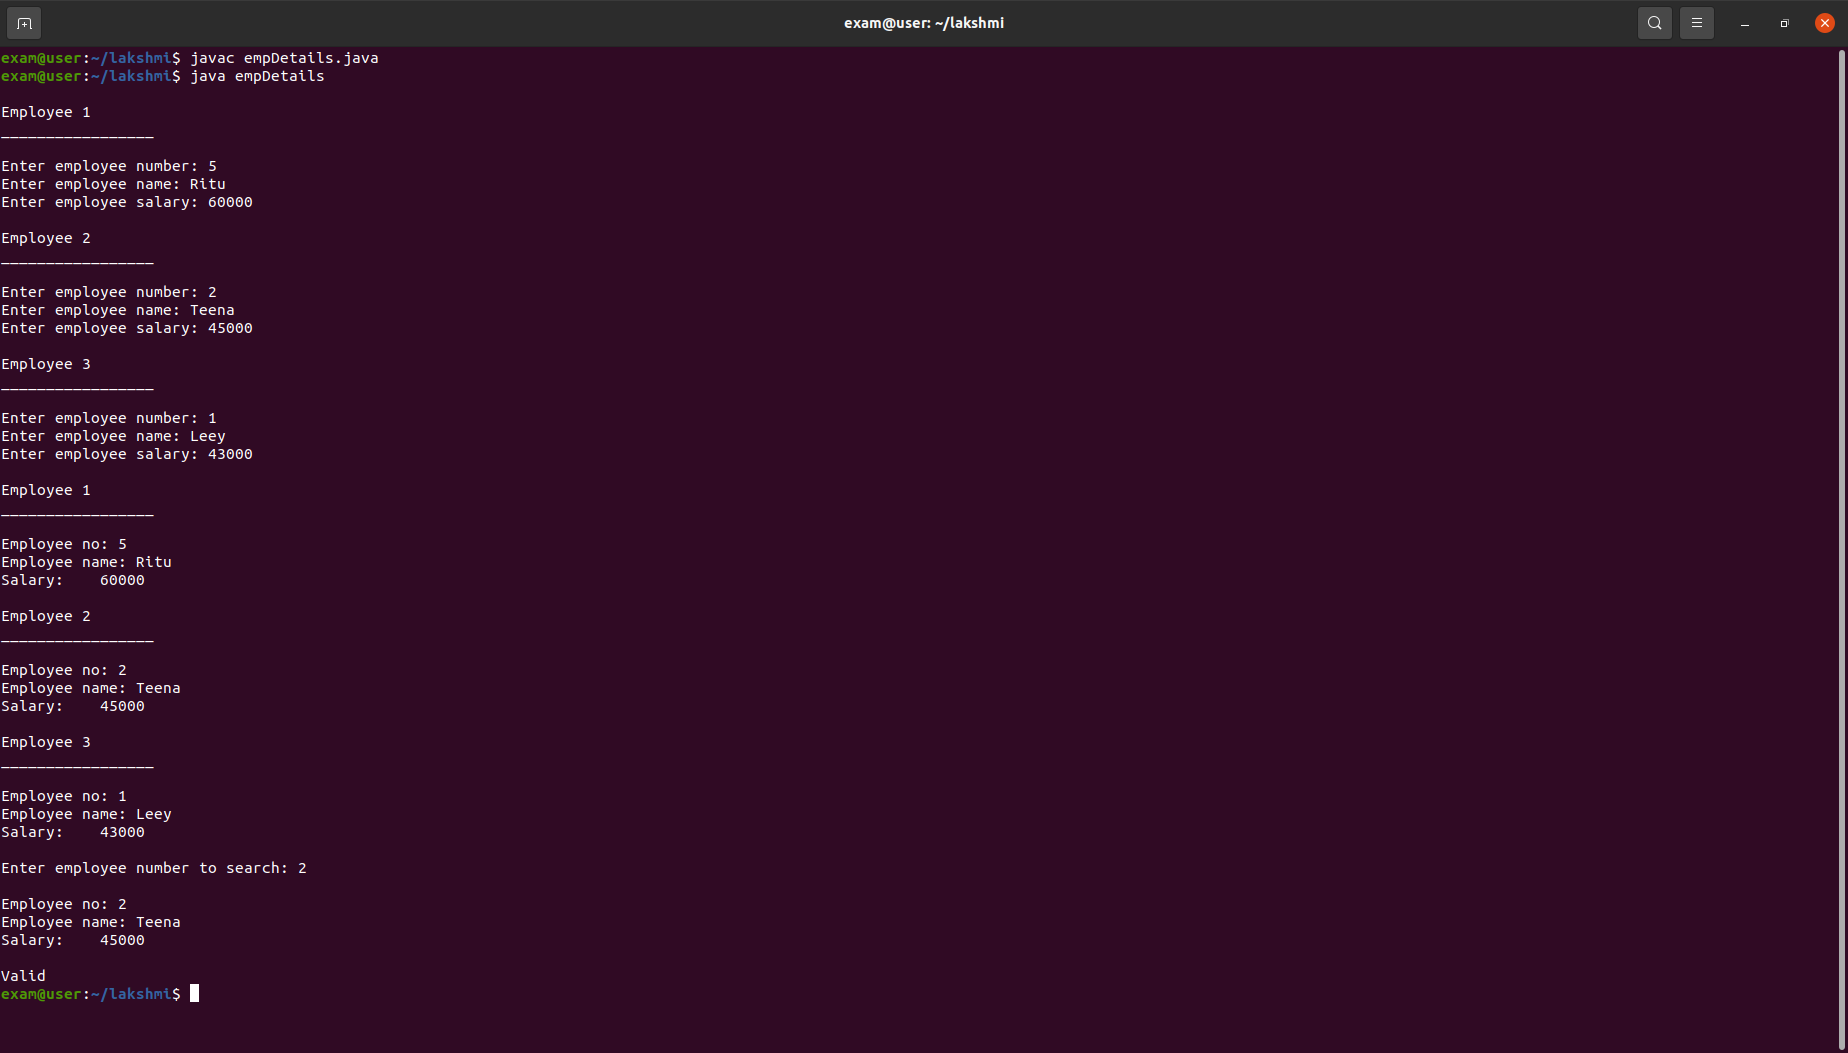 exam@user: ~/lakshmi
exam@user:~/lakshmi$ javac empDetails.java
exam@user:~/lakshmi$ java empDetails
Employee 1
_________________
Enter employee number: 5
Enter employee name: Ritu
Enter employee salary: 60000
Employee 2
_________________
Enter employee number: 2
Enter employee name: Teena
Enter employee salary: 45000
Employee 3
_________________
Enter employee number: 1
Enter employee name: Leey
Enter employee salary: 43000
Employee 1
_________________
Employee no: 5
Employee name: Ritu
Salary:    60000
Employee 2
_________________
Employee no: 2
Employee name: Teena
Salary:    45000
Employee 3
_________________
Employee no: 1
Employee name: Leey
Salary:    43000
Enter employee number to search: 2
Employee no: 2
Employee name: Teena
Salary:    45000
Valid
exam@user:~/lakshmi$